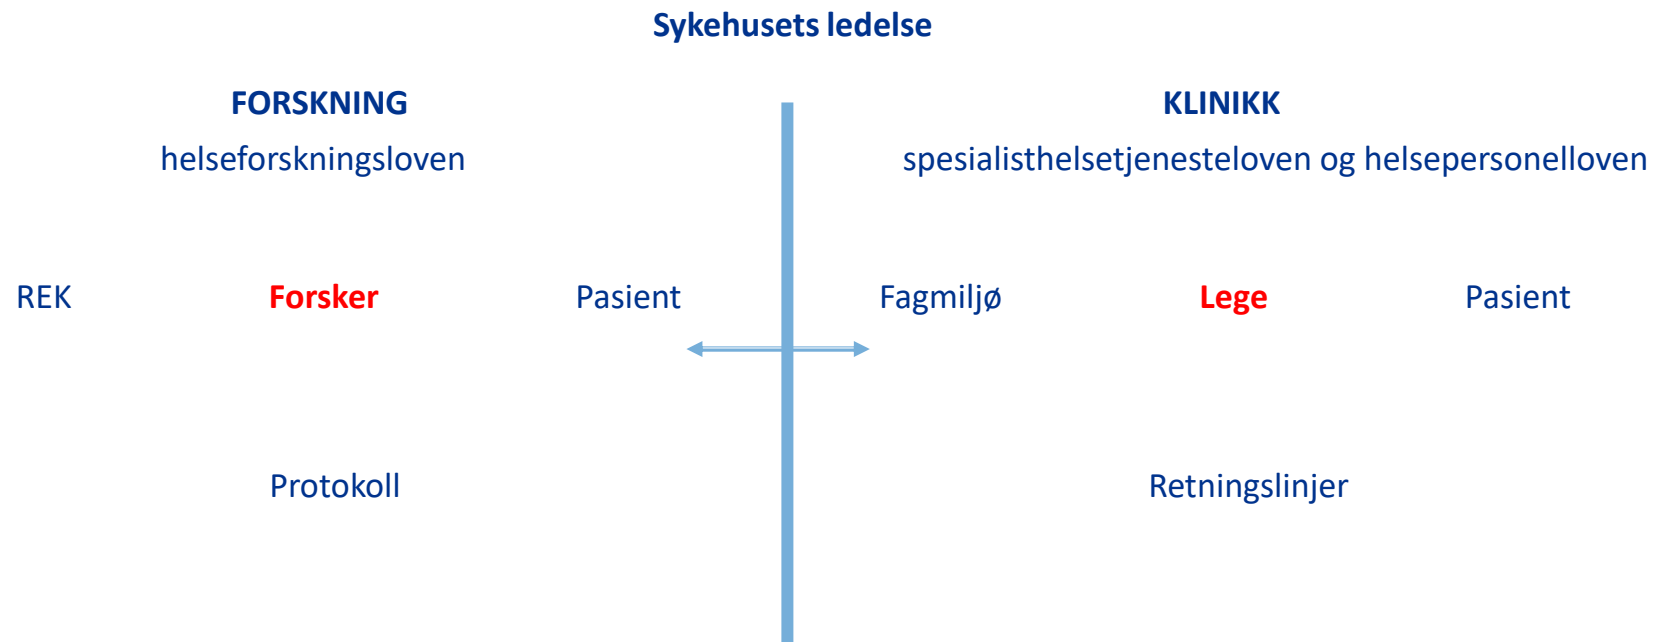 Sykehusets ledelse
FORSKNING
helseforskningsloven
KLINIKK
spesialisthelsetjenesteloven og helsepersonelloven
REK
Forsker
Pasient
Fagmiljø
Lege
Pasient
Protokoll
Retningslinjer